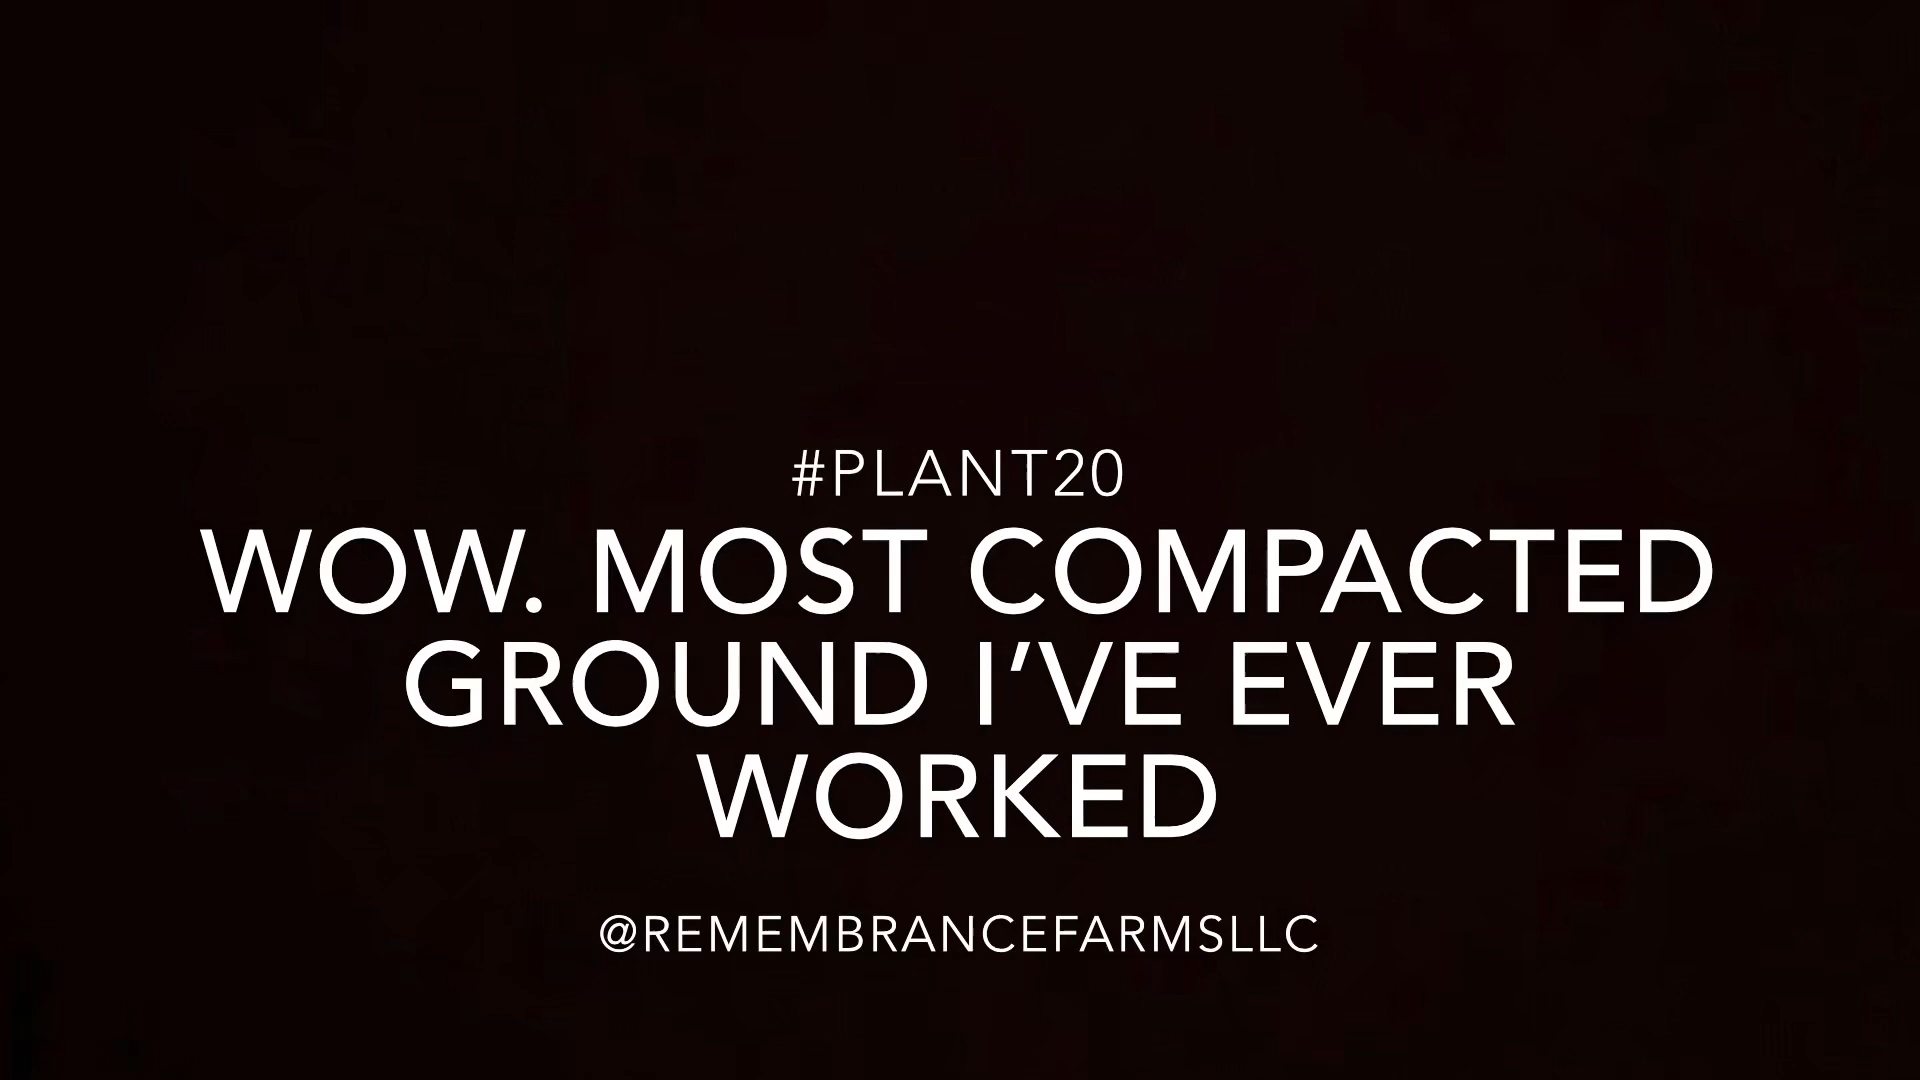 #PLANT20
WOW. MOST COMPACTED
GROUND I’VE EVER
WORKED
@REMEMBRANCEFARMSLLC